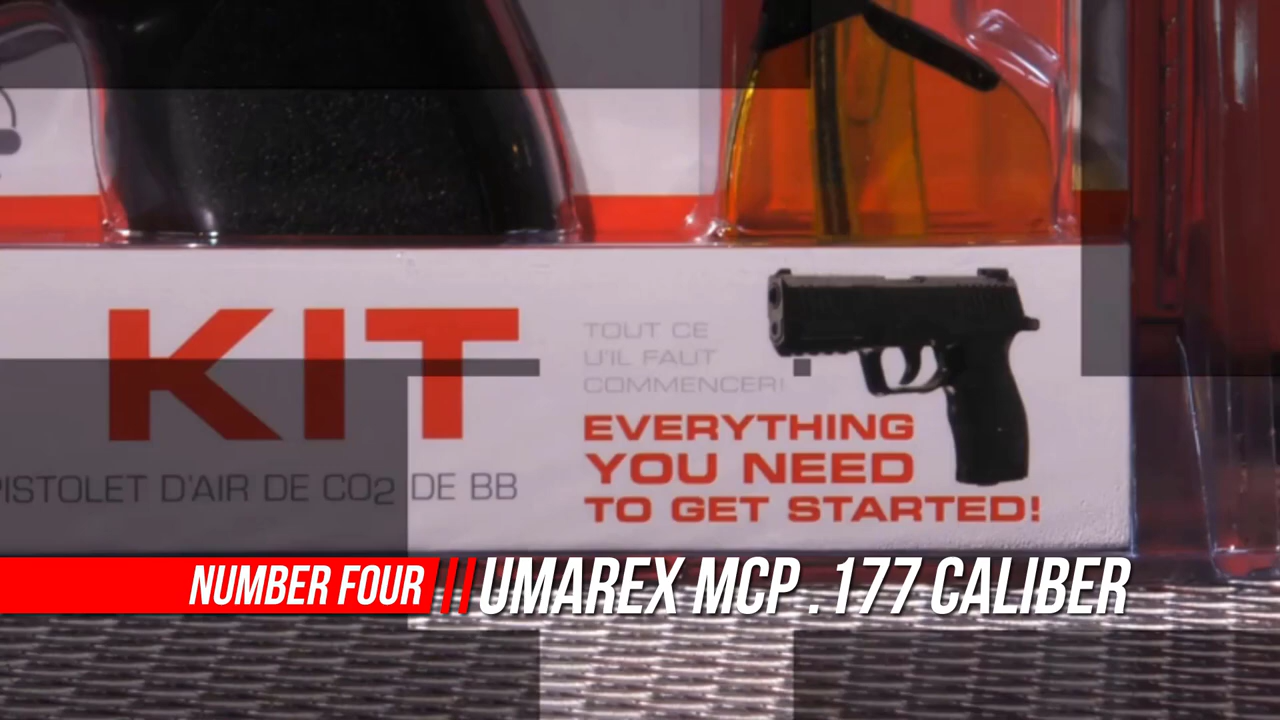 KIT
PISTOLET D'AIR DE CO2 DE BB
TOUT CE
U'IL FAUT
COMMENCER!
EVERYTHING
YOU NEED
TO GET STARTED!
NUMBER FOUR // UMAREX MCP .177 CALIBER